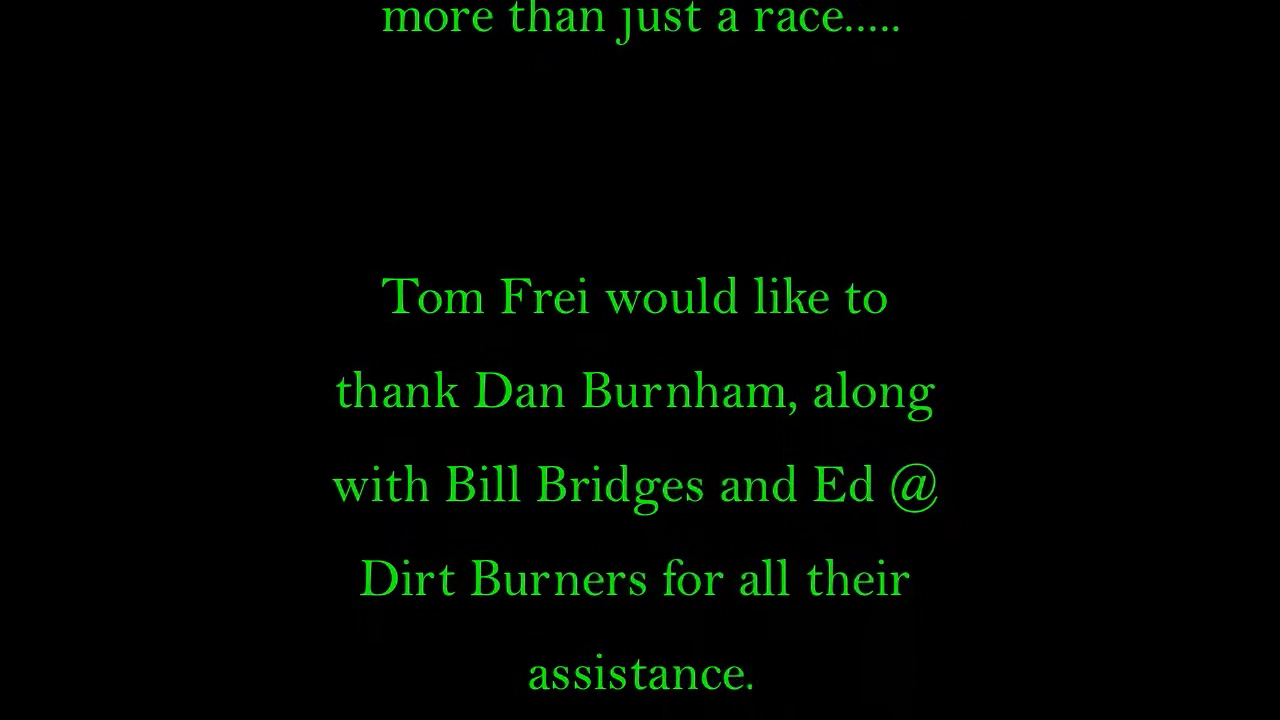 more than just a race.....
Tom Frei would like to
thank Dan Burnham, along
with Bill Bridges and Ed @
Dirt Burners for all their
assistance.